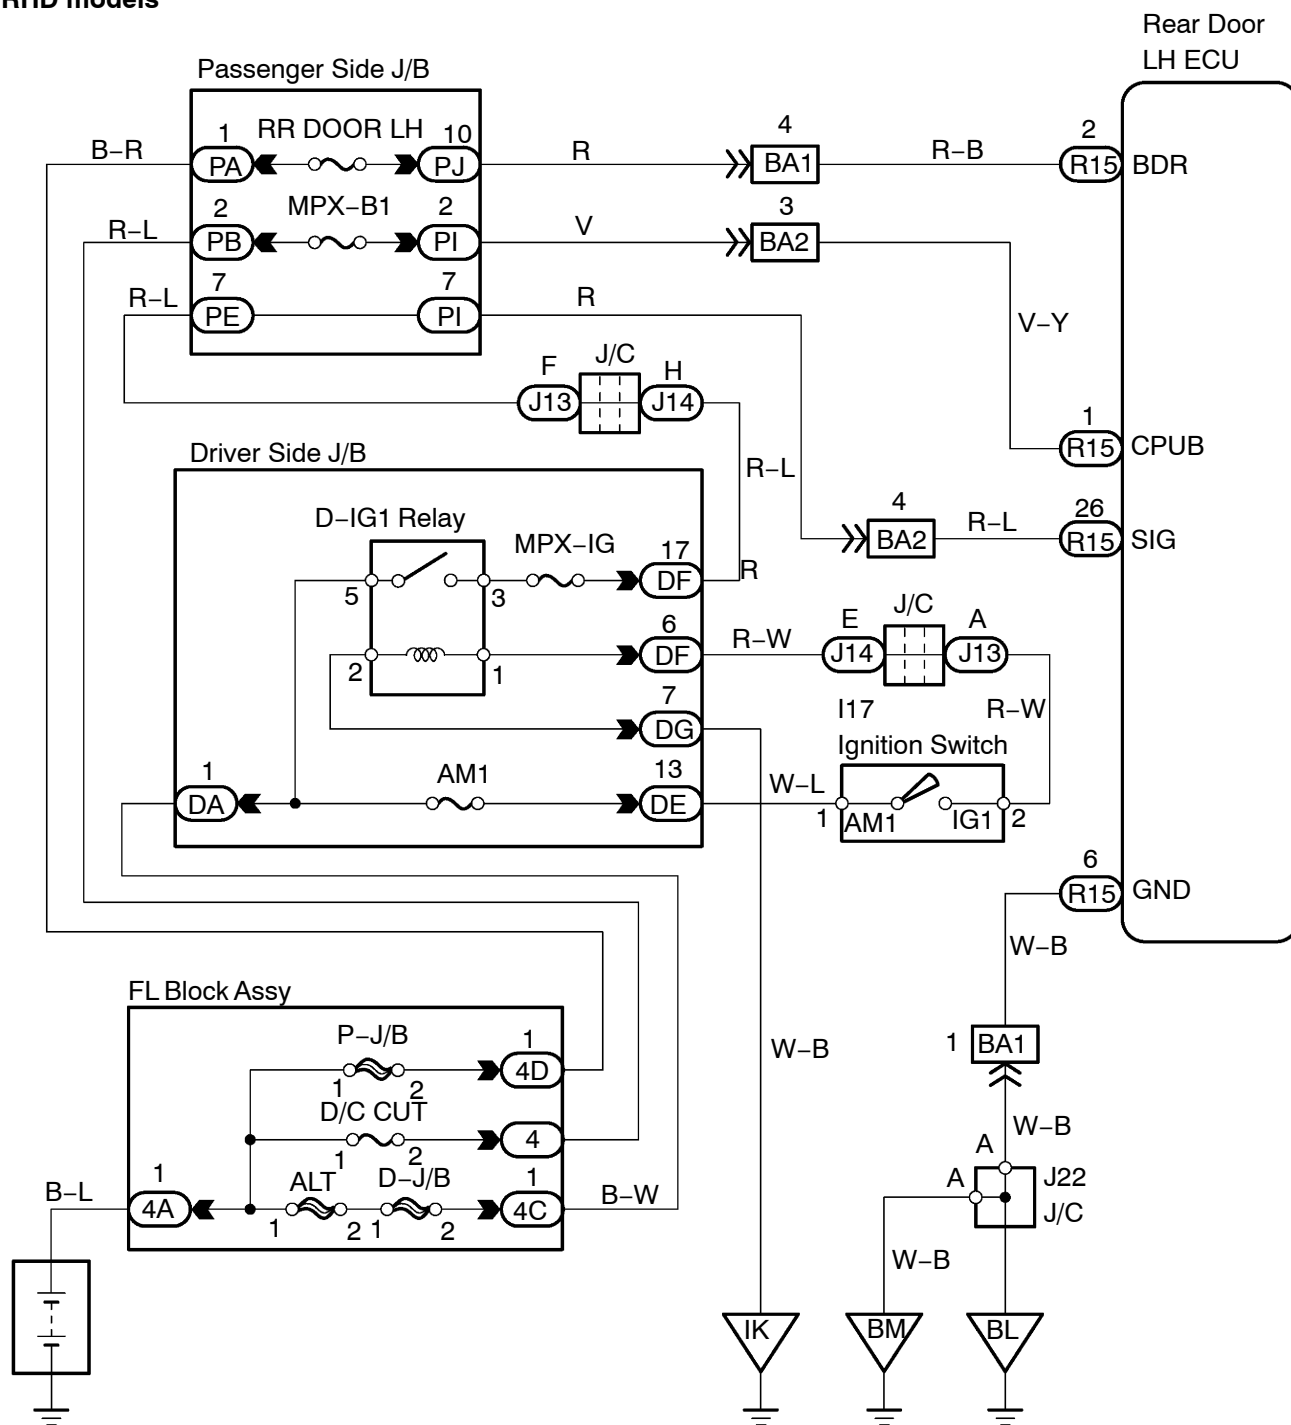 RHD models
Rear Door
LH ECU
Passenger Side J/B
1 RR DOOR LH 10
B–R PA PJ R
4
BA1 R–B
2
R15 BDR
2 MPX–B1 2
R–L PB PI V
3
BA2
V–Y
7 7
R–L PE PI R
F J/C H
J13 J14
R–L
1
R15 CPUB
Driver Side J/B
D–IG1 Relay
MPX–IG
17
5 3 DF R
4
BA2 R–L
26
R15 SIG
6
2 1 DF R–W
E J/C A
J14 J13
R–W
7
DG
I17
Ignition Switch
1 AM1 13
DA DE W–L
1 AM1 IG1 2
6
R15 GND
W–B
FL Block Assy
P–J/B 1
1 2 4D
D/C CUT
1 2 4
1 ALT D–J/B 1
B–L 4A 1 2 1 2 4C B–W
W–B
1 BA1
W–B
A
A J22
J/C
W–B
IK BM BL